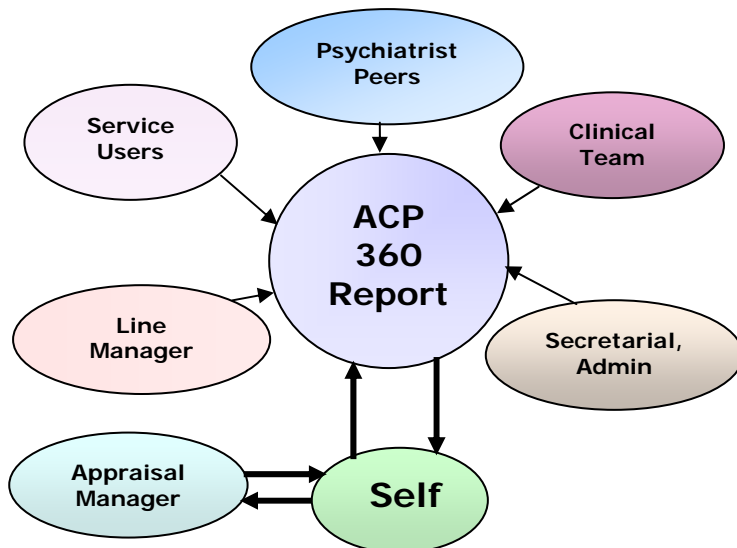 Psychiatrist
Peers
Service
Users
Clinical
Team
ACP
360
Report
Line
Manager
Secretarial,
Admin
Appraisal
Manager
Self